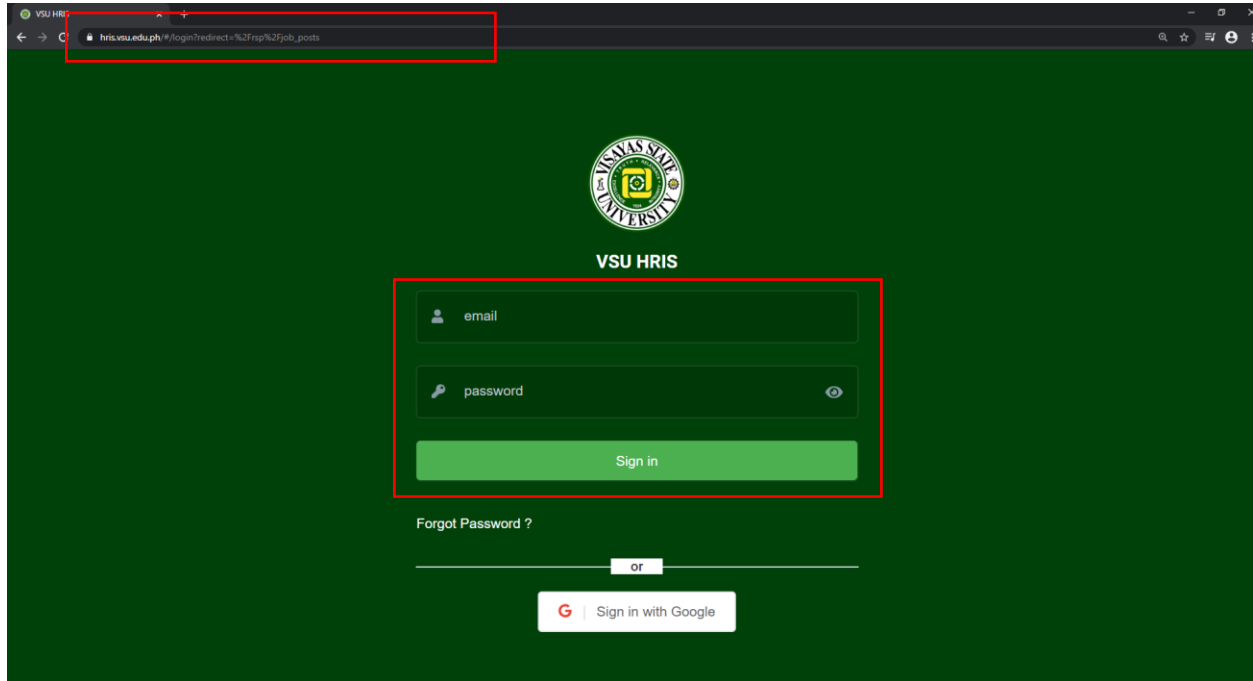 VSU HRIS
hris.vsu.edu.ph/#/login?redirect=%2Frsp%2Fjob_posts
VISAYAS STATE UNIVERSITY
VSU HRIS
email
password
Sign in
Forgot Password ?
or
G | Sign in with Google